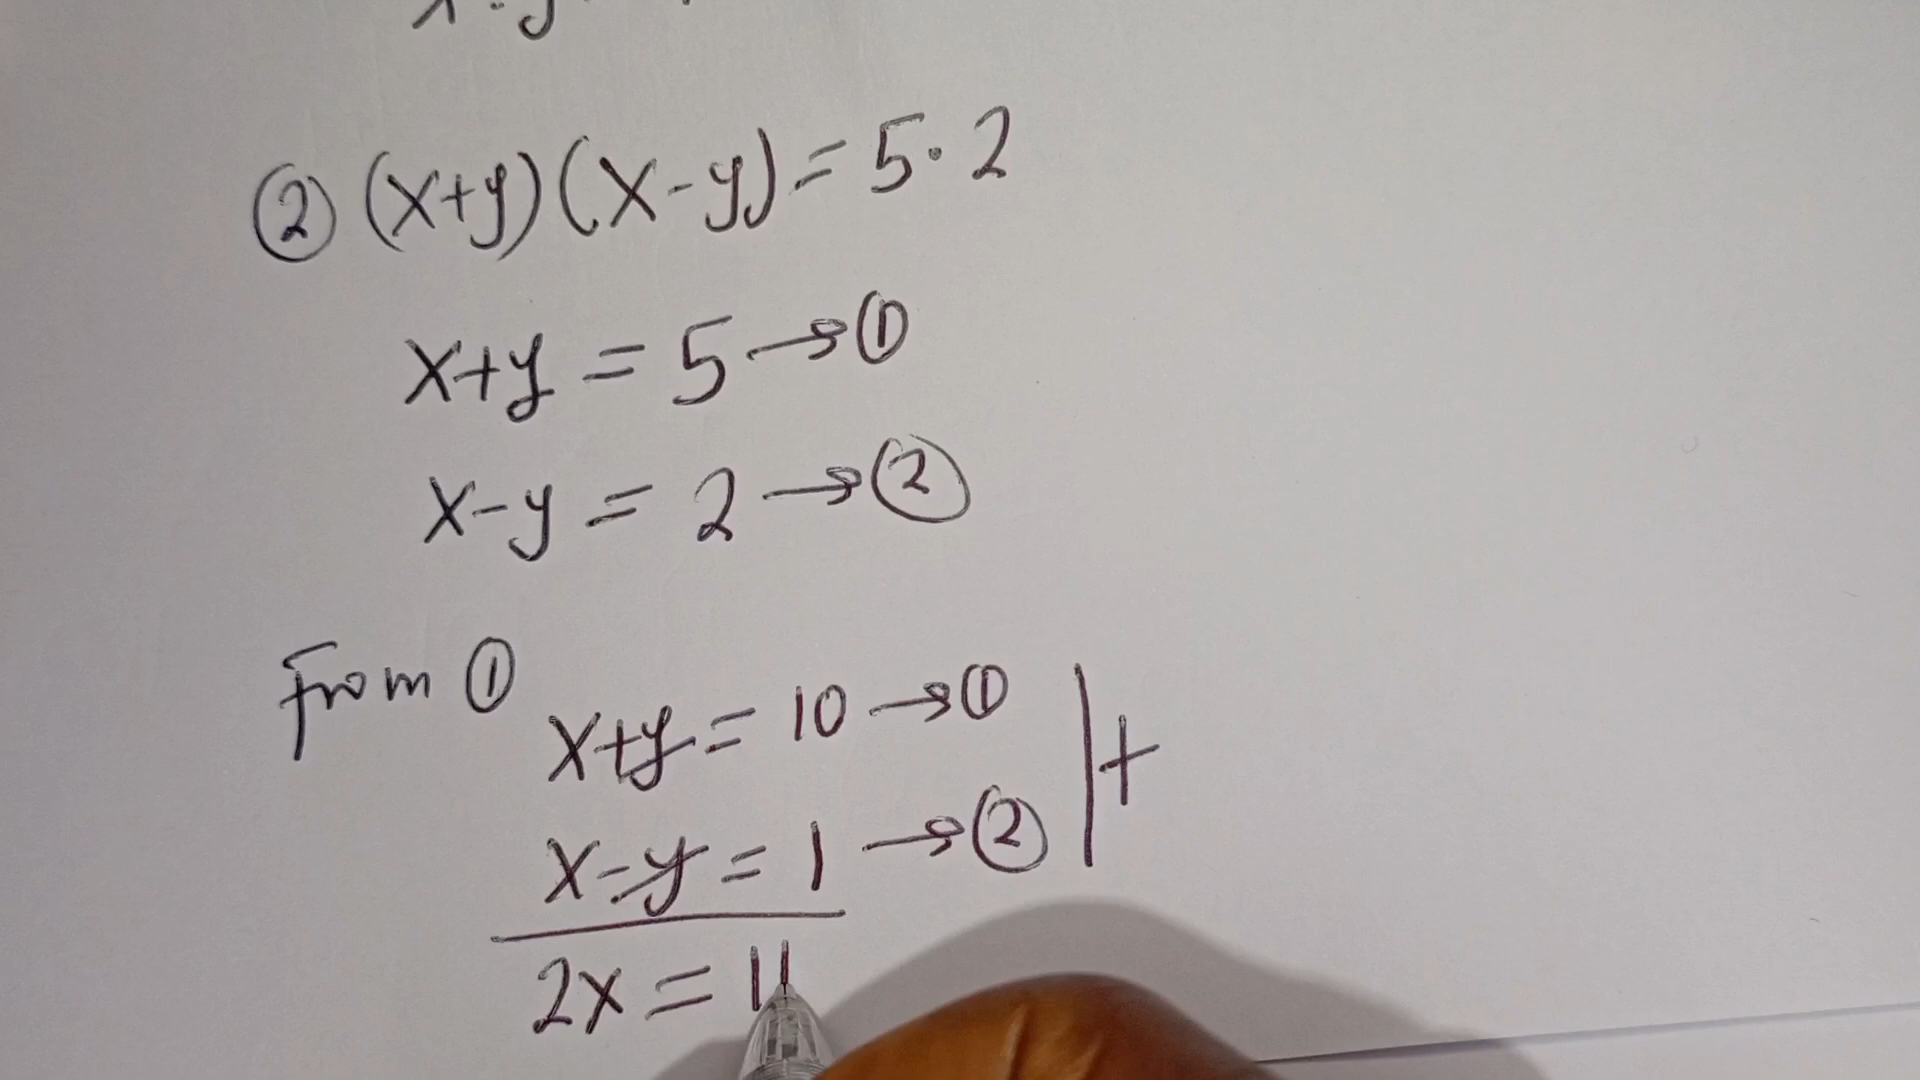 ② (x+y)(x-y) = 5·2
x+y = 5 → ①
x-y = 2 → ②
From ①
x+y = 10 → ① | +
x-y = 1 → ②
2x = 11